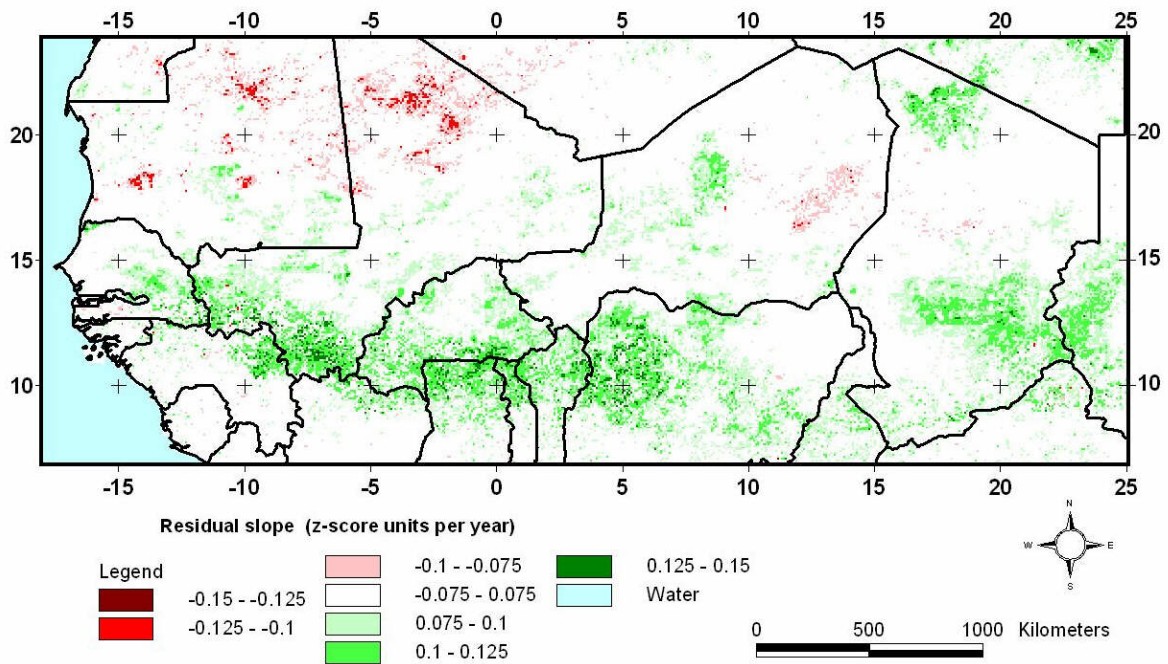 -15 -10 -5 0 5 10 15 20 25
20 20
15 15
10 10
-15 -10 -5 0 5 10 15 20 25
Residual slope (z-score units per year)
Legend
-0.15 - -0.125
-0.125 - -0.1
-0.1 - -0.075
-0.075 - 0.075
0.075 - 0.1
0.1 - 0.125
0.125 - 0.15
Water
N
W E
S
0 500 1000 Kilometers